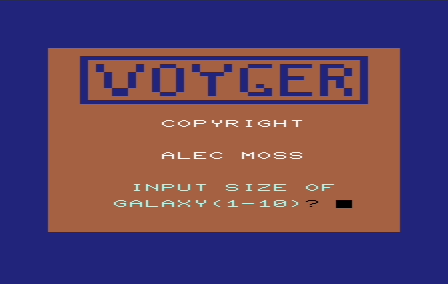 VOYGER
COPYRIGHT
ALEC MOSS
INPUT SIZE OF
GALAXY(1-10)?